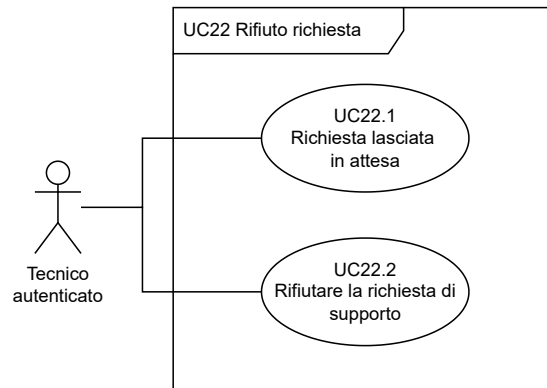 UC22 Rifiuto richiesta
UC22.1
Richiesta lasciata
in attesa
Tecnico
autenticato
UC22.2
Rifiutare la richiesta di
supporto